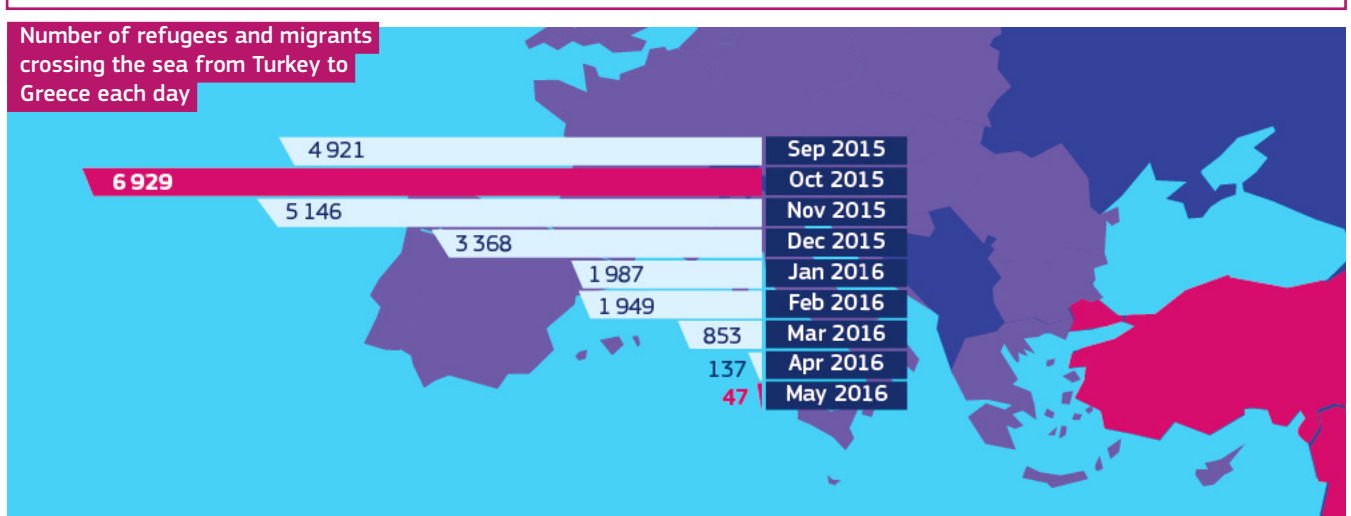 Number of refugees and migrants
crossing the sea from Turkey to
Greece each day
4 921 Sep 2015
6 929 Oct 2015
5 146 Nov 2015
3 368 Dec 2015
1 987 Jan 2016
1 949 Feb 2016
853 Mar 2016
137 Apr 2016
47 May 2016